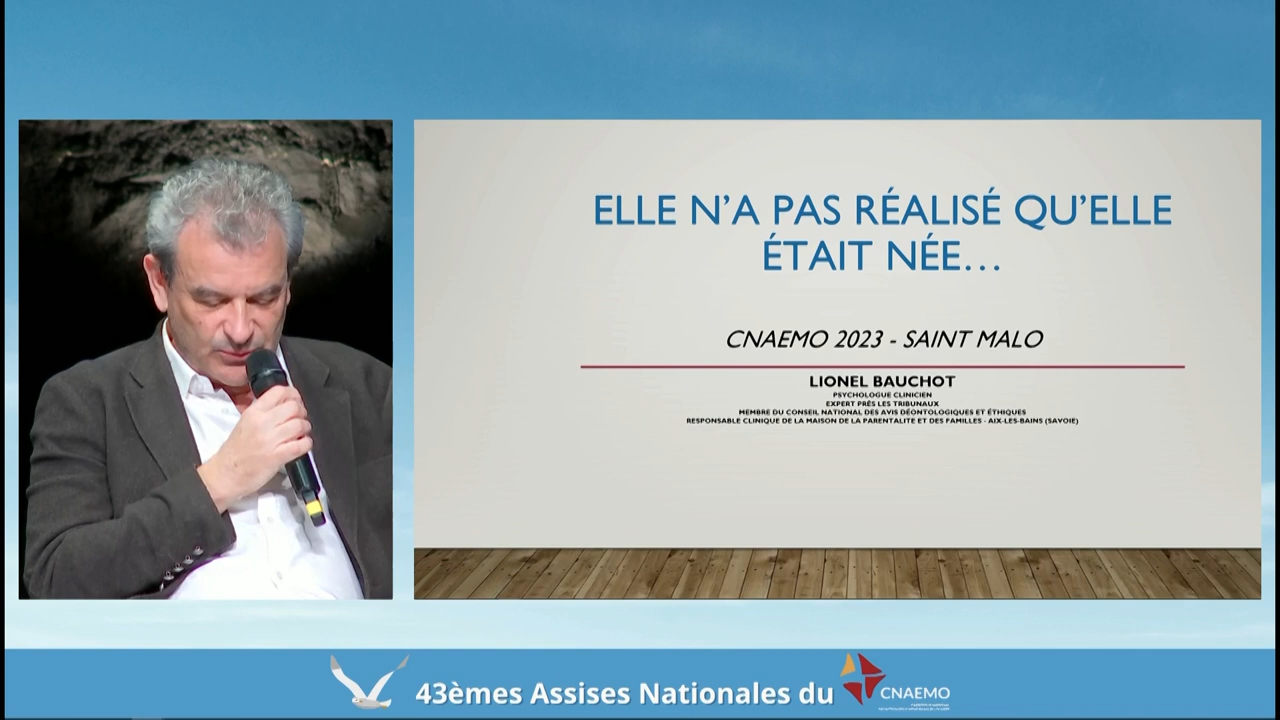 ELLE N'A PAS RÉALISÉ QU'ELLE
ÉTAIT NÉE...
CNAEMO 2023 - SAINT MALO
LIONEL BAUCHOT
PSYCHOLOGUE CLINICIEN
EXPERT PRÈS LES TRIBUNAUX
MEMBRE DU CONSEIL NATIONAL DES AVIS DÉONTOLOGIQUES ET ÉTHIQUES
RESPONSABLE CLINIQUE DE LA MAISON DE LA PARENTALITE ET DES FAMILLES - AIX-LES-BAINS (SAVOIE)
43èmes Assises Nationales du
CNAEMO